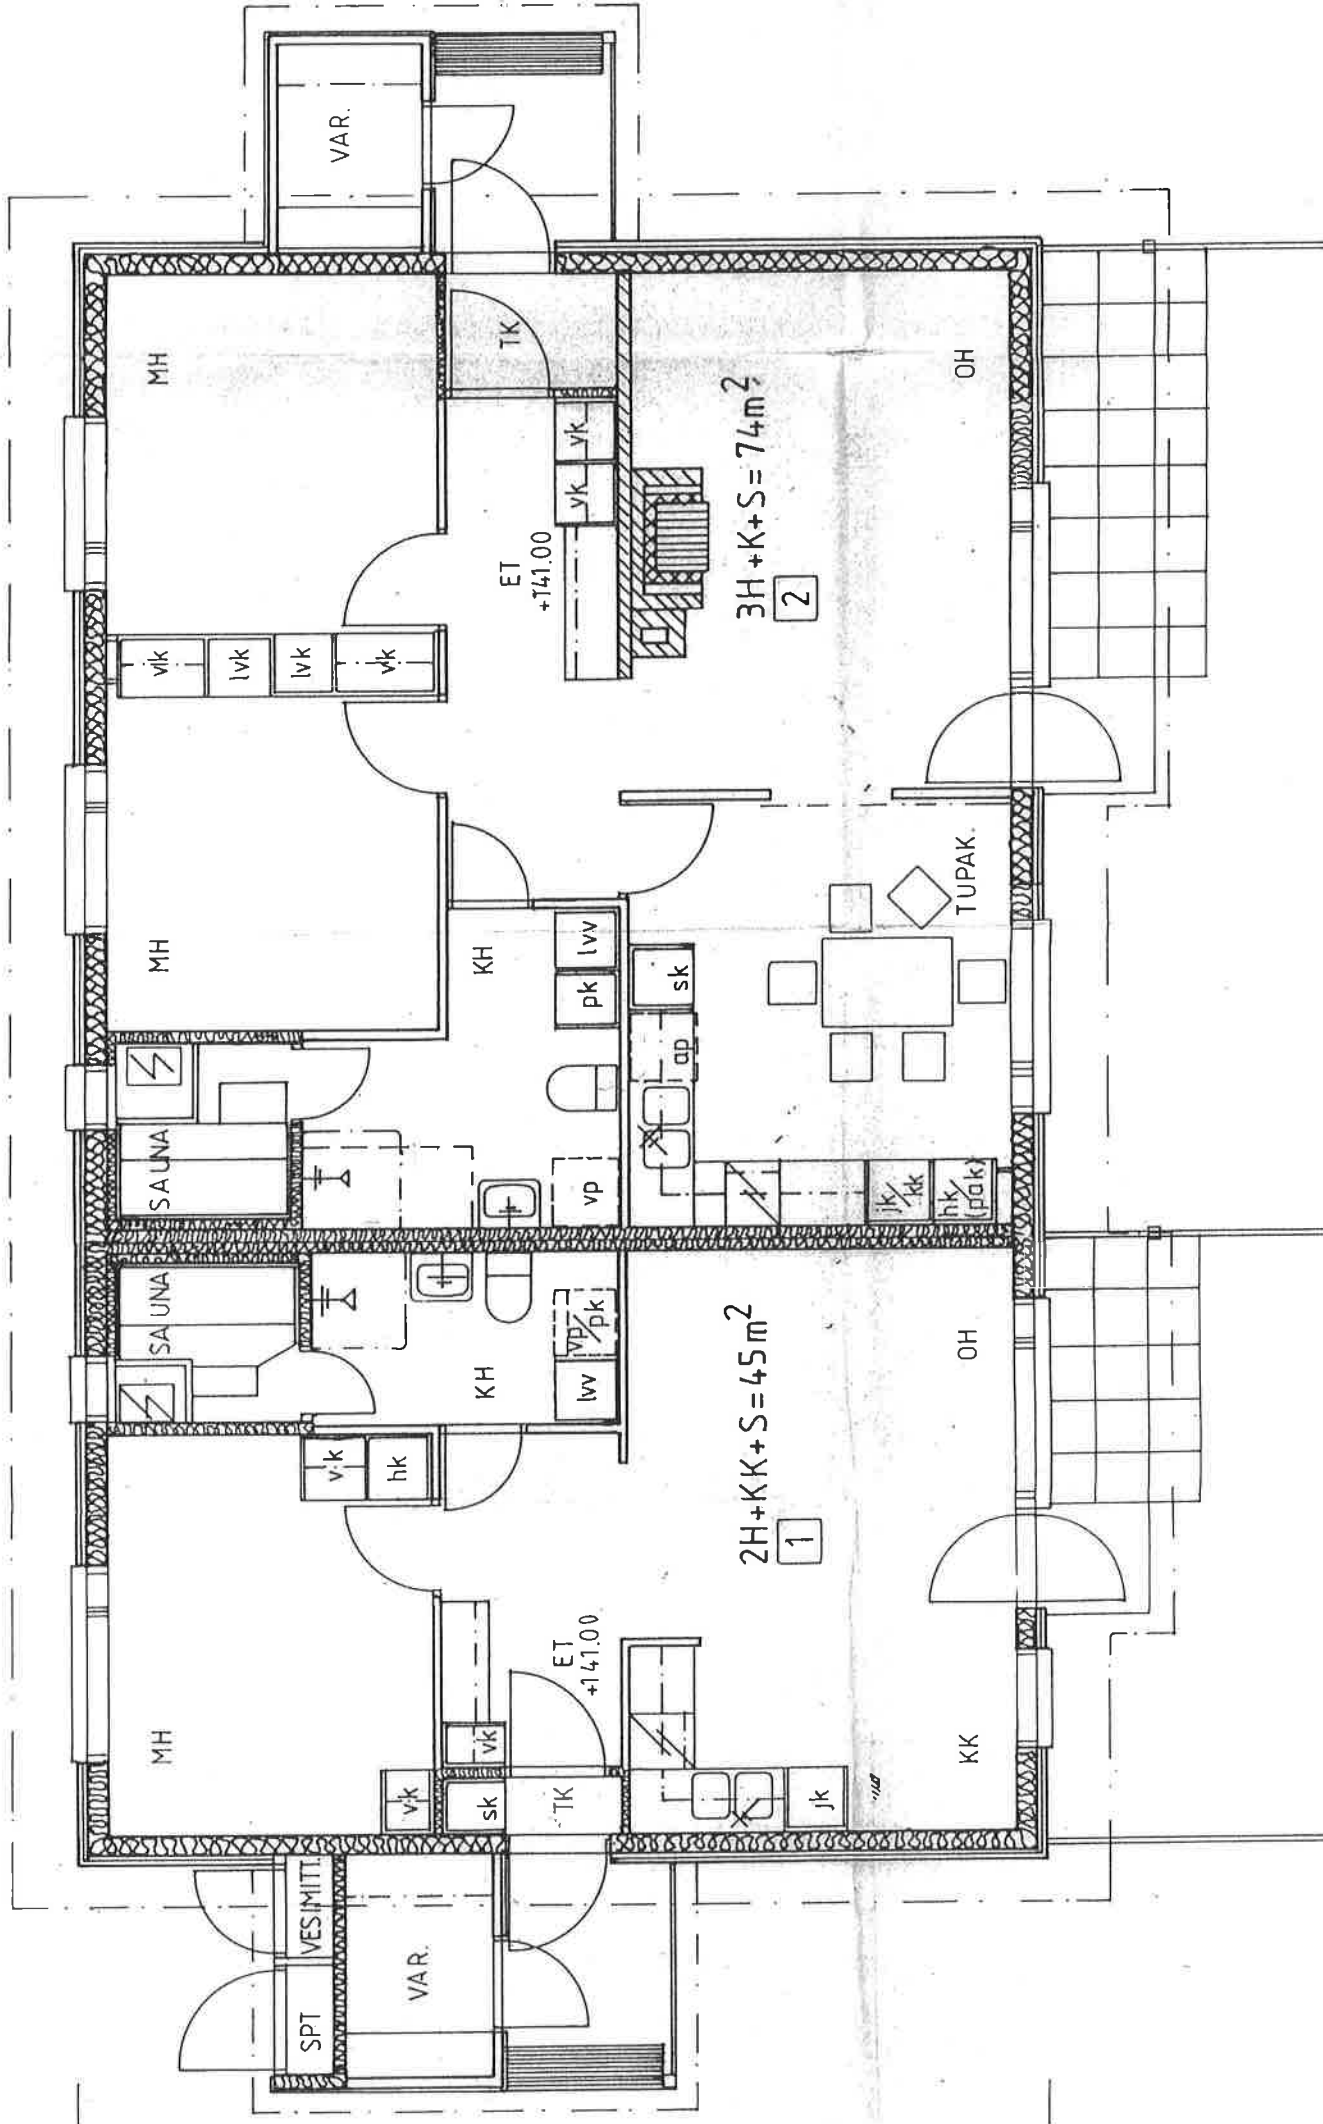 SPT
VESIMITT.
VAR.
MH
vk
sk
vk
TK
ET
+141.00
jk
KK
vk
hk
SAUNA
KH
lvv
vp/pk
2H+KK+S=45m²
1
OH
SAUNA
vp
KH
pk
lvv
MH
vk
lvk
lvk
vk
MH
ET
+141.00
vk
vk
TK
VAR.
sk
ap
jk/kk
hk/(pak)
TUPAK.
3H+K+S=74m²
2
OH